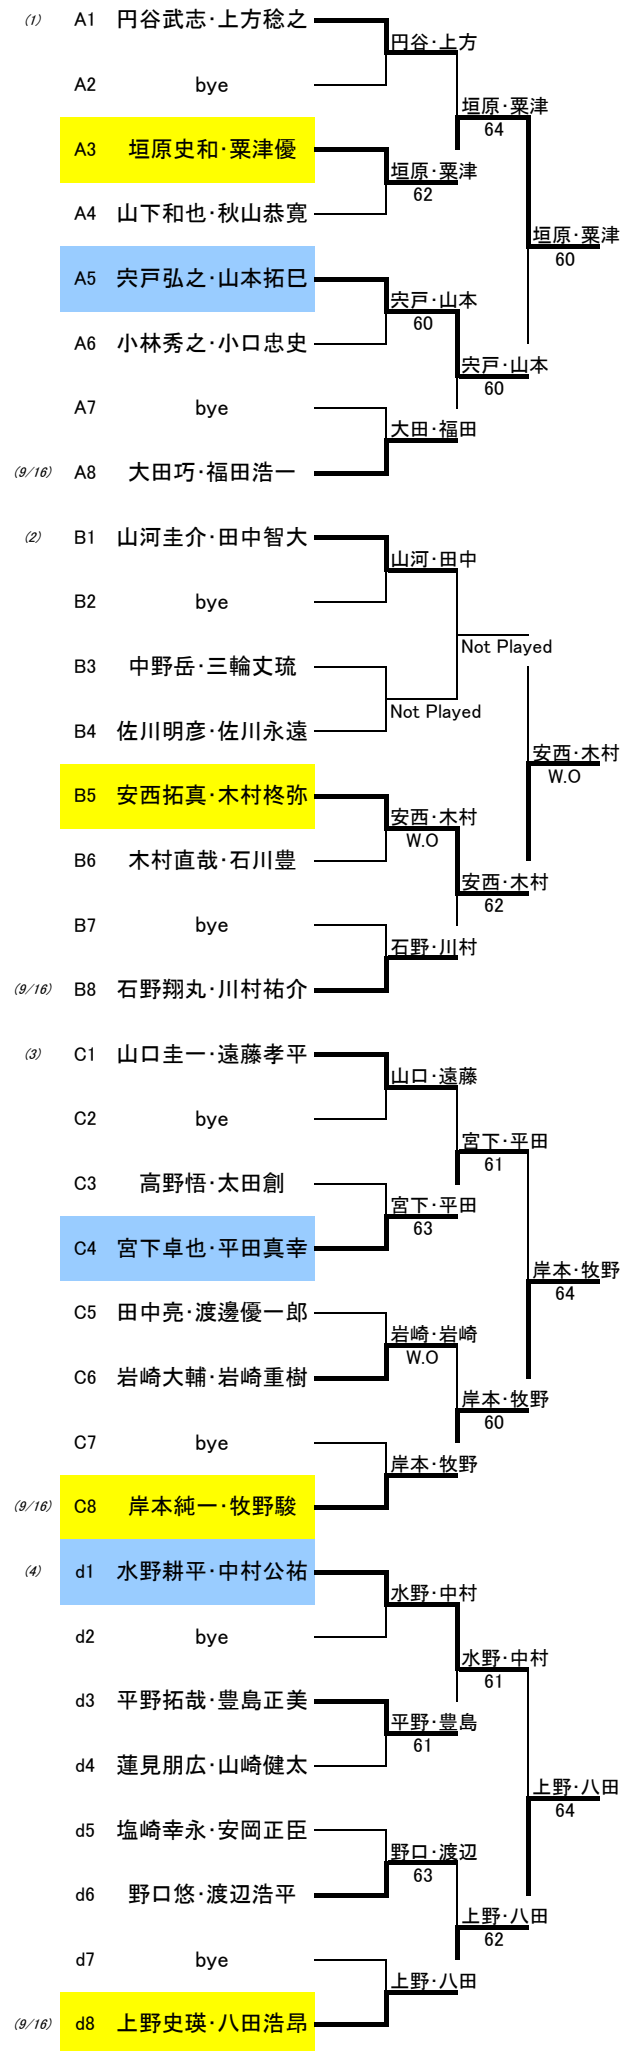 (1) A1 円谷武志・上方稔之
円谷・上方
A2 bye
垣原・粟津
64
A3 垣原史和・粟津優
垣原・粟津
62
A4 山下和也・秋山恭寛
垣原・粟津
60
A5 宍戸弘之・山本拓巳
宍戸・山本
60
A6 小林秀之・小口忠史
宍戸・山本
60
A7 bye
大田・福田
(9/16) A8 大田巧・福田浩一
(2) B1 山河圭介・田中智大
山河・田中
B2 bye
Not Played
B3 中野岳・三輪丈琉
Not Played
B4 佐川明彦・佐川永遠
安西・木村
W.O
B5 安西拓真・木村柊弥
安西・木村
W.O
B6 木村直哉・石川豊
安西・木村
62
B7 bye
石野・川村
(9/16) B8 石野翔丸・川村祐介
(3) C1 山口圭一・遠藤孝平
山口・遠藤
C2 bye
宮下・平田
61
C3 高野悟・太田創
宮下・平田
63
C4 宮下卓也・平田真幸
岸本・牧野
64
C5 田中亮・渡邊優一郎
岩崎・岩崎
W.O
C6 岩崎大輔・岩崎重樹
岸本・牧野
60
C7 bye
岸本・牧野
(9/16) C8 岸本純一・牧野駿
(4) d1 水野耕平・中村公祐
水野・中村
d2 bye
水野・中村
61
d3 平野拓哉・豊島正美
平野・豊島
61
d4 蓮見朋広・山崎健太
上野・八田
64
d5 塩崎幸永・安岡正臣
野口・渡辺
63
d6 野口悠・渡辺浩平
上野・八田
62
d7 bye
上野・八田
(9/16) d8 上野史瑛・八田浩昂